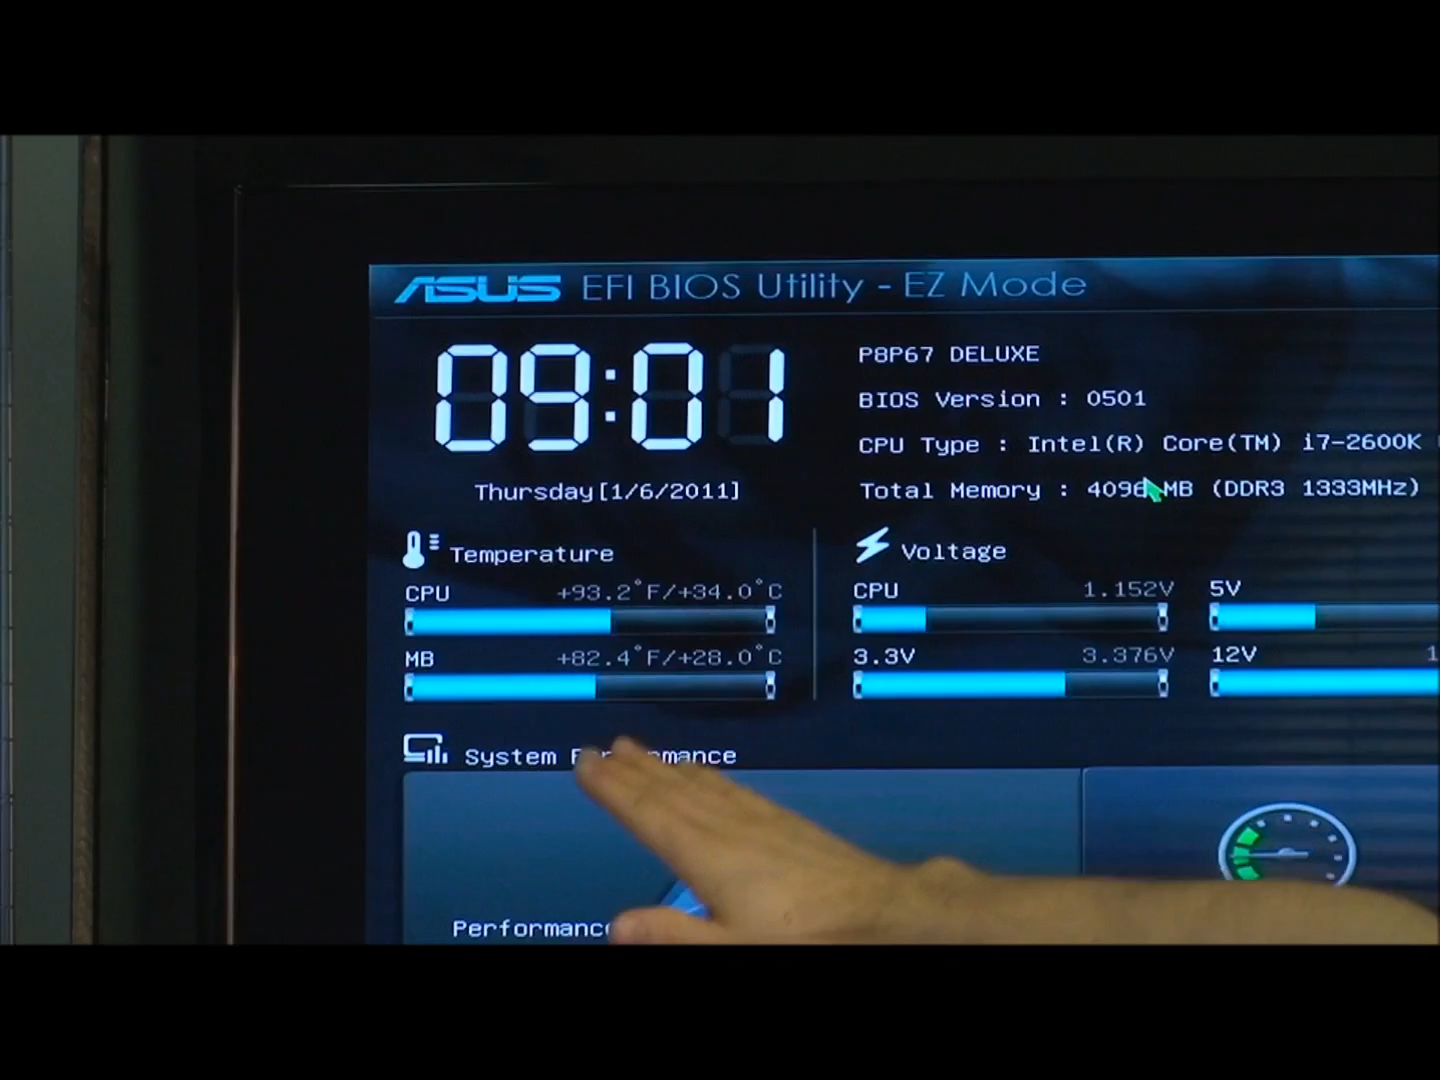 ASUS EFI BIOS Utility - EZ Mode
09:01
Thursday[1/6/2011]
P8P67 DELUXE
BIOS Version : 0501
CPU Type : Intel(R) Core(TM) i7-2600K
Total Memory : 4096 MB (DDR3 1333MHz)
Temperature
CPU +93.2°F/+34.0°C
MB +82.4°F/+28.0°C
Voltage
CPU 1.152V 5V
3.3V 3.376V 12V
System Performance
Performance